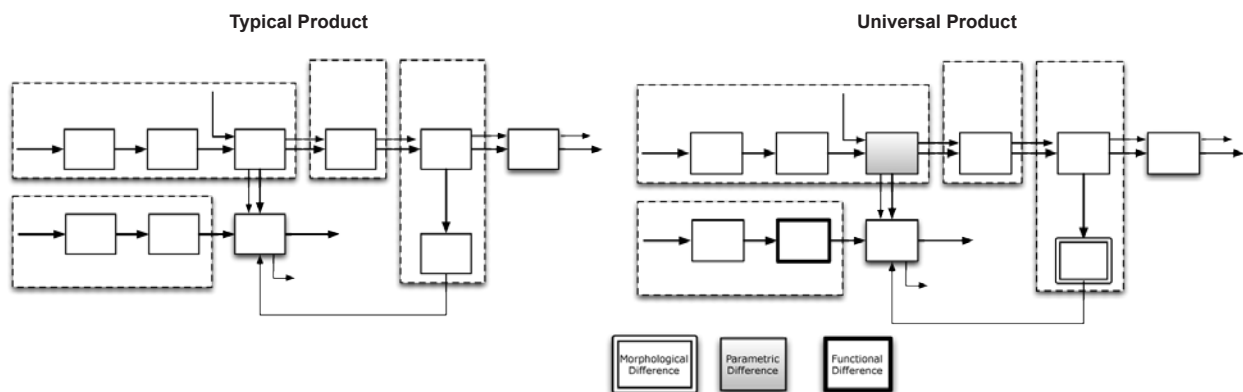 Typical Product
Universal Product
Morphological
Difference
Parametric
Difference
Functional
Difference